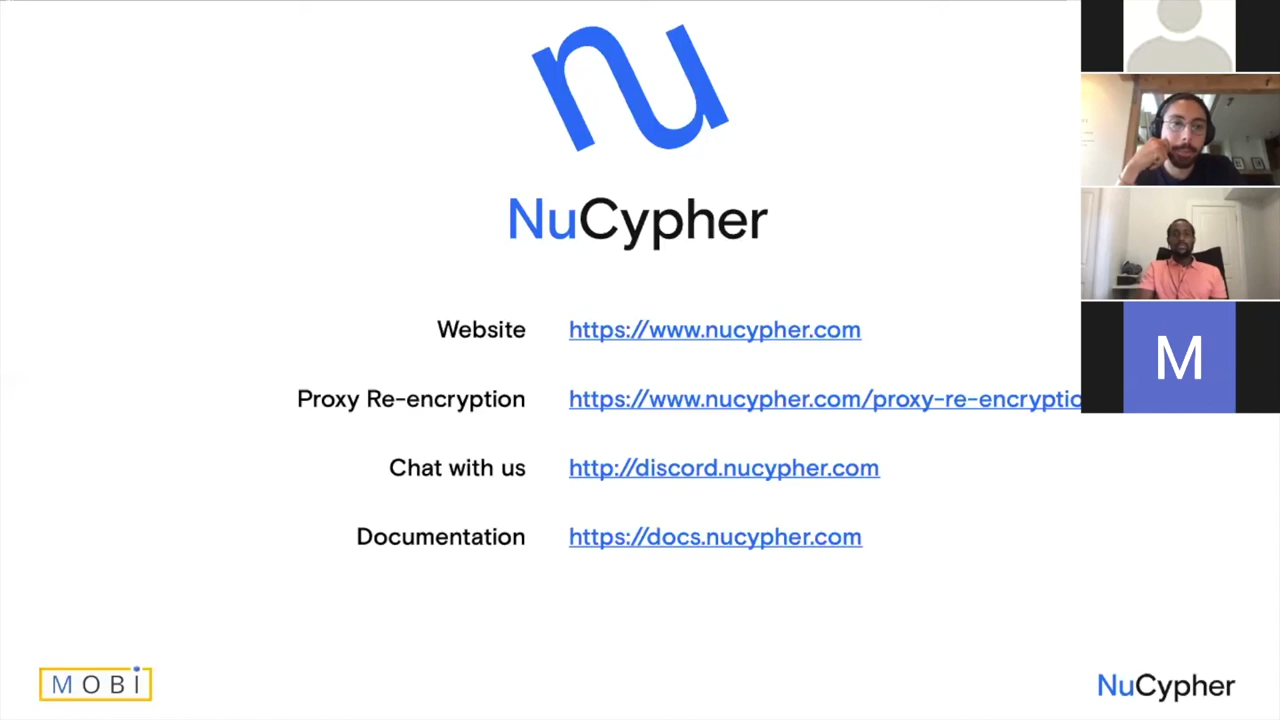 nu
NuCypher
Website https://www.nucypher.com
Proxy Re-encryption https://www.nucypher.com/proxy-re-encryptio
Chat with us http://discord.nucypher.com
Documentation https://docs.nucypher.com
M
MOBi
NuCypher